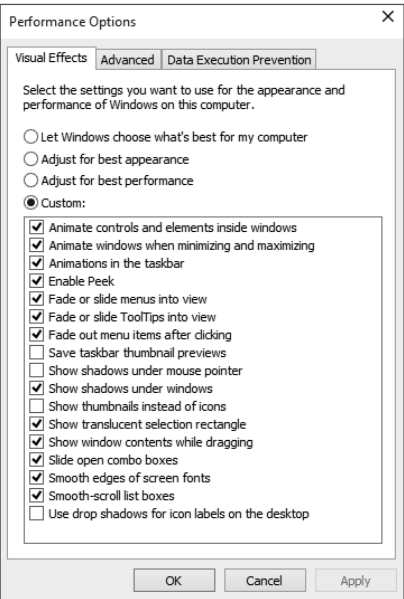 Performance Options
Visual Effects Advanced Data Execution Prevention
Select the settings you want to use for the appearance and
performance of Windows on this computer.
Let Windows choose what's best for my computer
Adjust for best appearance
Adjust for best performance
Custom:
Animate controls and elements inside windows
Animate windows when minimizing and maximizing
Animations in the taskbar
Enable Peek
Fade or slide menus into view
Fade or slide ToolTips into view
Fade out menu items after clicking
Save taskbar thumbnail previews
Show shadows under mouse pointer
Show shadows under windows
Show thumbnails instead of icons
Show translucent selection rectangle
Show window contents while dragging
Slide open combo boxes
Smooth edges of screen fonts
Smooth-scroll list boxes
Use drop shadows for icon labels on the desktop
OK Cancel Apply